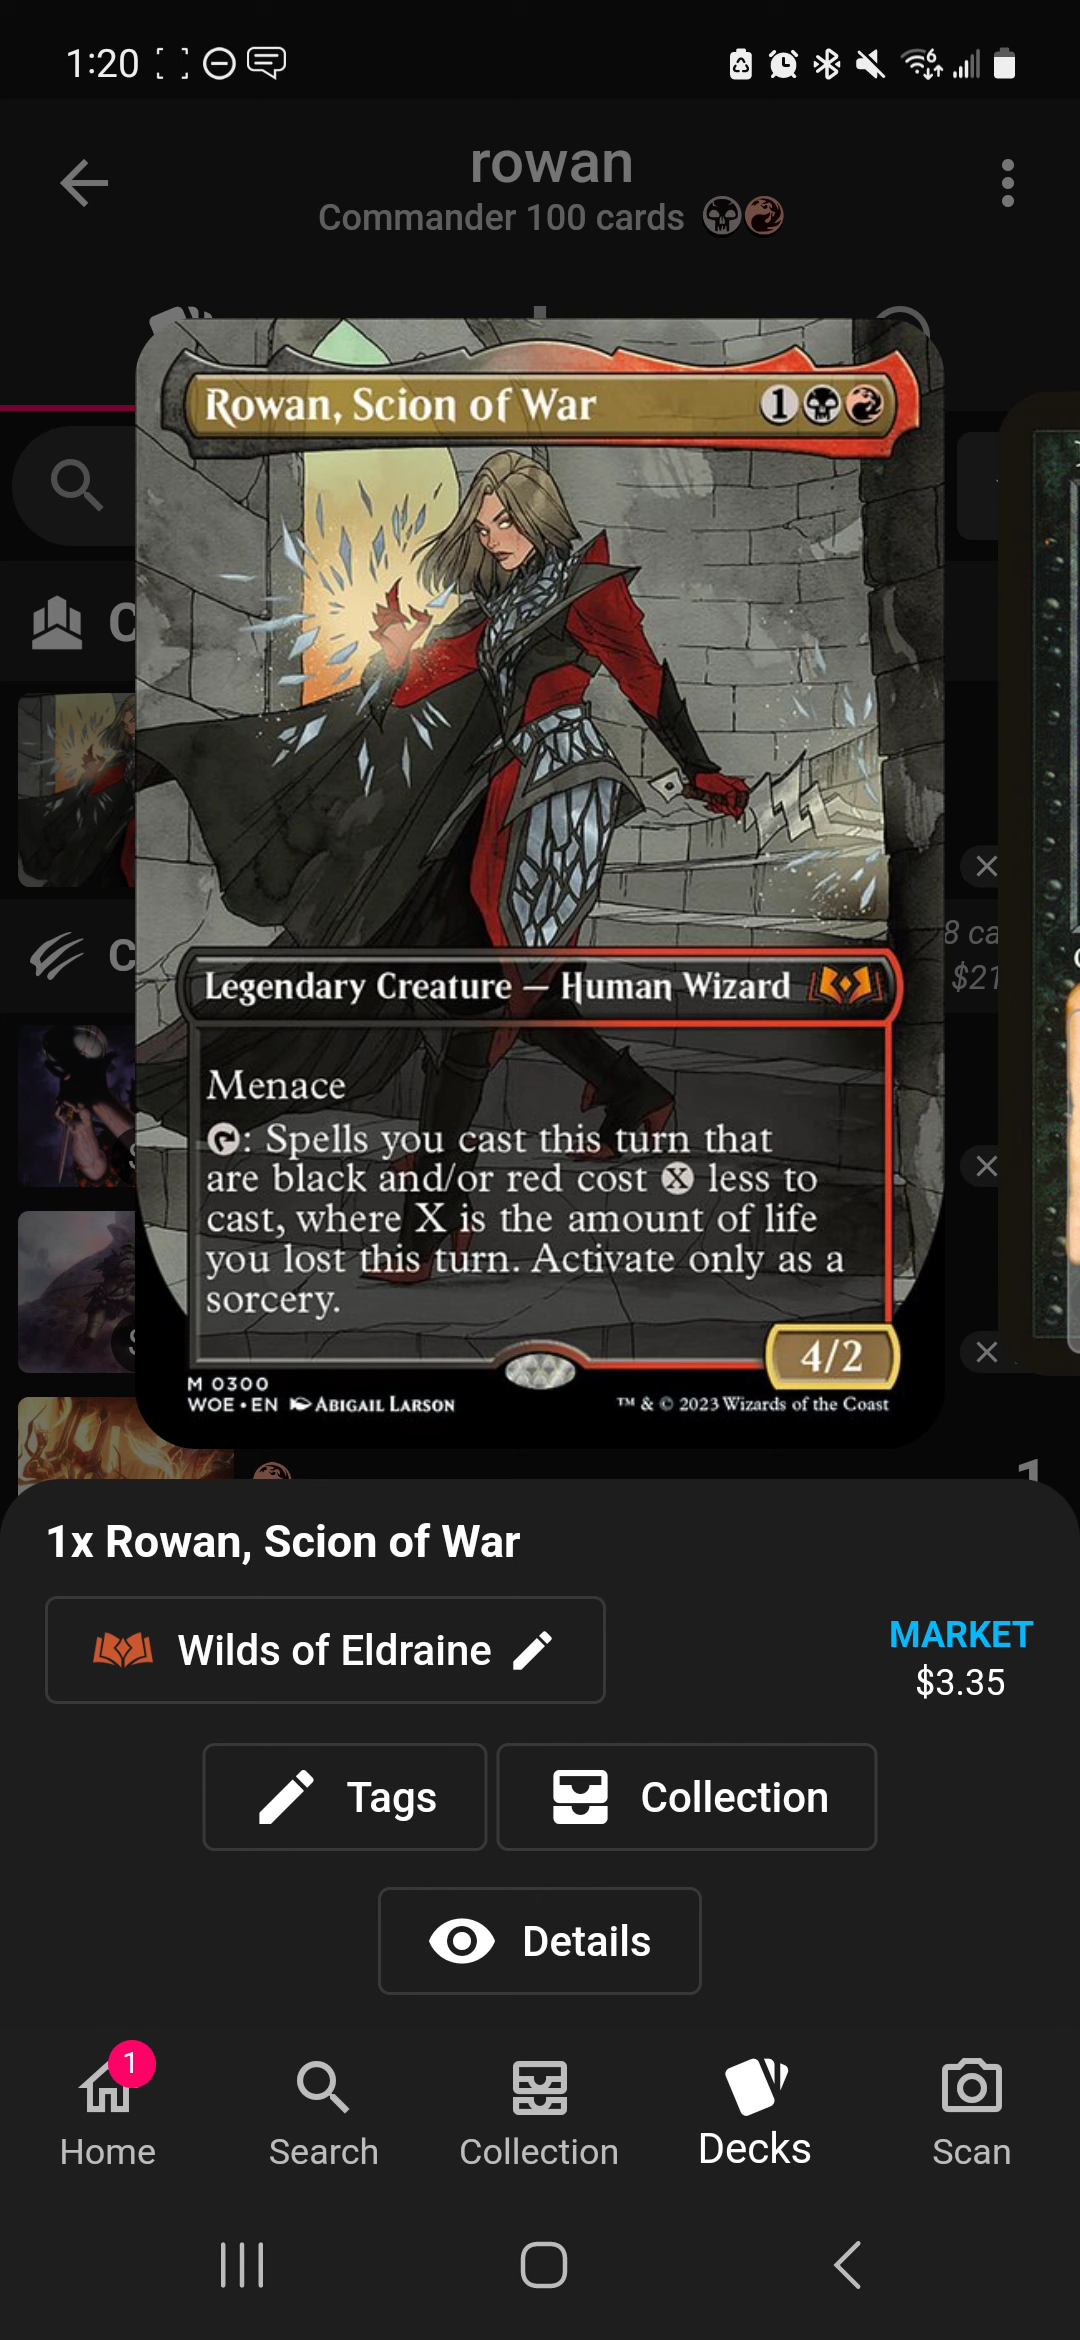 1:20
rowan
Commander 100 cards
Rowan, Scion of War 1
8 ca
$21
Legendary Creature — Human Wizard
Menace
: Spells you cast this turn that
are black and/or red cost X less to
cast, where X is the amount of life
you lost this turn. Activate only as a
sorcery.
4/2
M 0300
WOE • EN ABIGAIL LARSON
™ & © 2023 Wizards of the Coast
1
1x Rowan, Scion of War
Wilds of Eldraine
MARKET
$3.35
Tags
Collection
Details
1
Home
Search
Collection
Decks
Scan